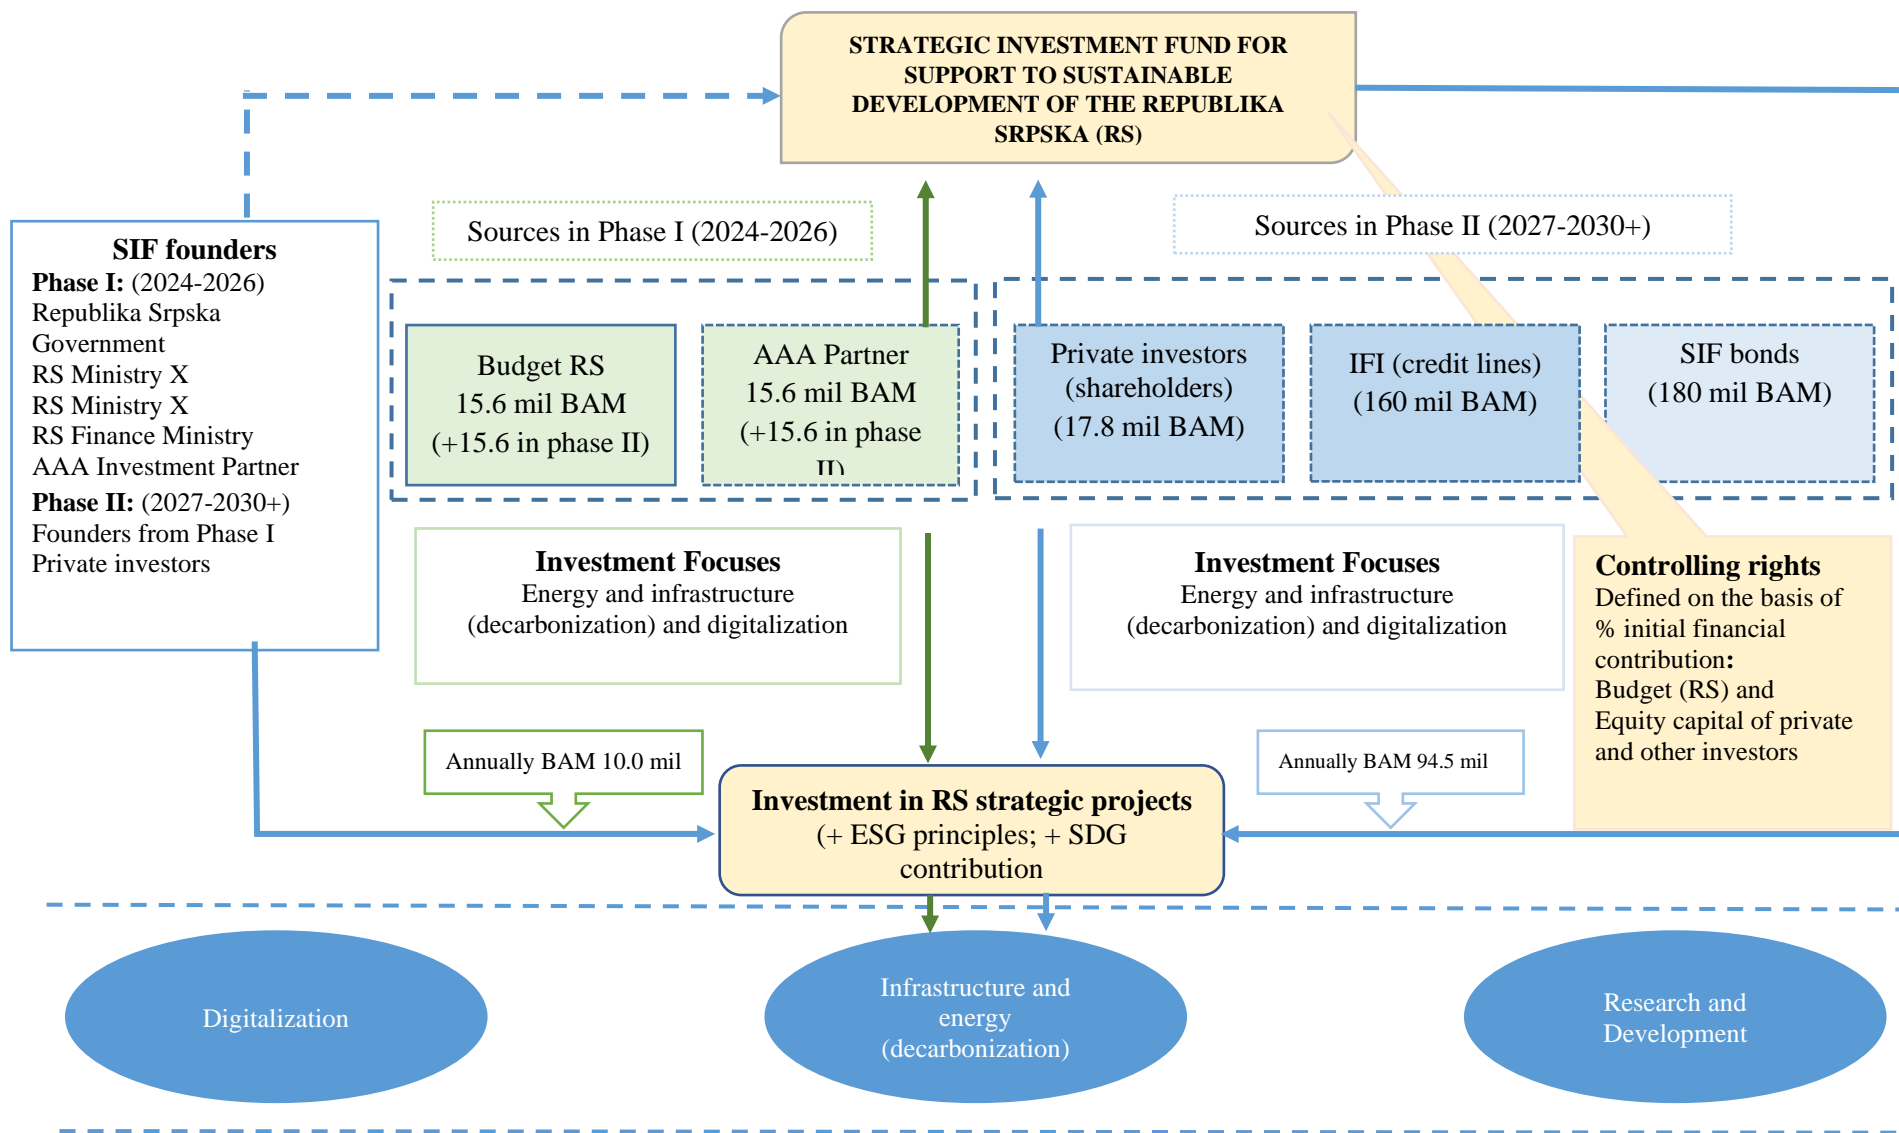 STRATEGIC INVESTMENT FUND FOR
SUPPORT TO SUSTAINABLE
DEVELOPMENT OF THE REPUBLIKA
SRPSKA (RS)
Sources in Phase I (2024-2026)
Sources in Phase II (2027-2030+)
SIF founders
Phase I: (2024-2026)
Republika Srpska
Government
RS Ministry X
RS Ministry X
RS Finance Ministry
AAA Investment Partner
Phase II: (2027-2030+)
Founders from Phase I
Private investors
Budget RS
15.6 mil BAM
(+15.6 in phase II)
AAA Partner
15.6 mil BAM
(+15.6 in phase
II)
Private investors
(shareholders)
(17.8 mil BAM)
IFI (credit lines)
(160 mil BAM)
SIF bonds
(180 mil BAM)
Investment Focuses
Energy and infrastructure
(decarbonization) and digitalization
Investment Focuses
Energy and infrastructure
(decarbonization) and digitalization
Controlling rights
Defined on the basis of
% initial financial
contribution:
Budget (RS) and
Equity capital of private
and other investors
Annually BAM 10.0 mil
Annually BAM 94.5 mil
Investment in RS strategic projects
(+ ESG principles; + SDG
contribution
Digitalization
Infrastructure and
energy
(decarbonization)
Research and
Development